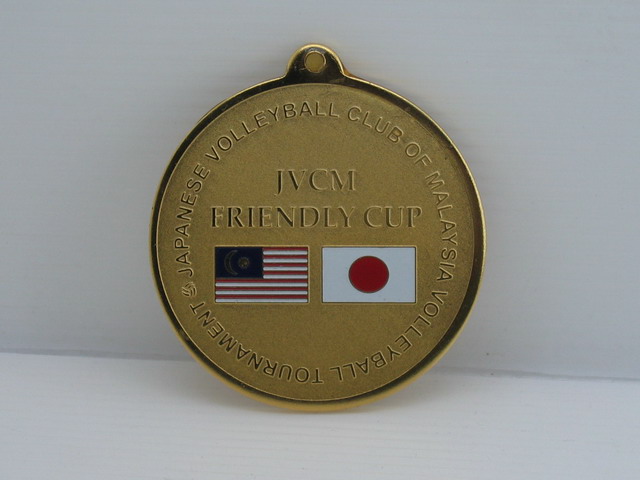 JAPANESE VOLLEYBALL CLUB OF MALAYSIA VOLLEYBALL TOURNAMENT
JVCM
FRIENDLY CUP